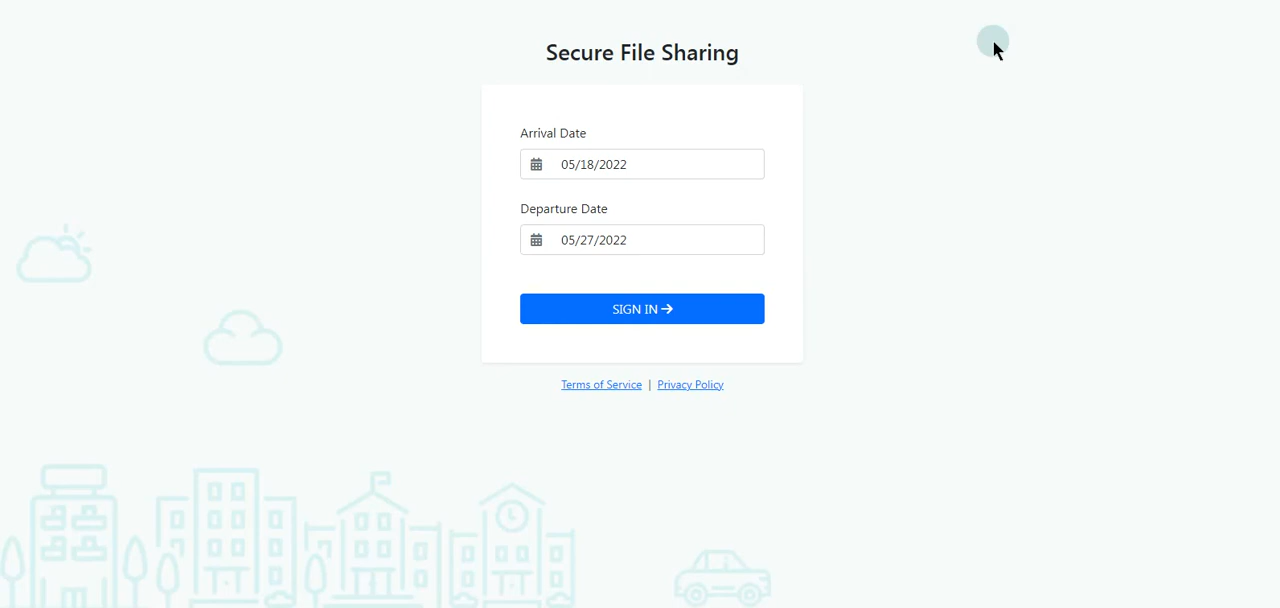 Secure File Sharing
Arrival Date
05/18/2022
Departure Date
05/27/2022
SIGN IN →
Terms of Service | Privacy Policy